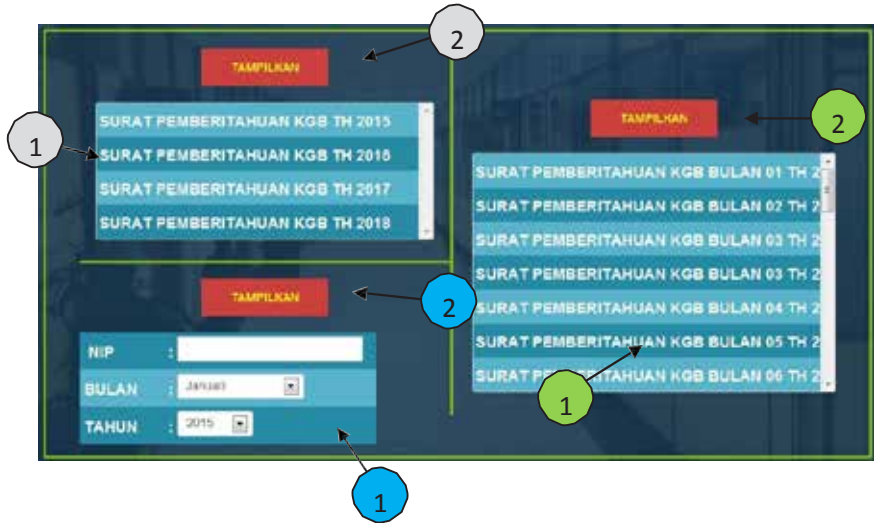 2
TAMPILKAN
SURAT PEMBERITAHUAN KGB TH 2015
1
SURAT PEMBERITAHUAN KGB TH 2016
SURAT PEMBERITAHUAN KGB TH 2017
SURAT PEMBERITAHUAN KGB TH 2018
TAMPILKAN
2
NIP :
BULAN : Januari
TAHUN : 2015
1
TAMPILKAN
2
SURAT PEMBERITAHUAN KGB BULAN 01 TH 2
SURAT PEMBERITAHUAN KGB BULAN 02 TH 2
SURAT PEMBERITAHUAN KGB BULAN 03 TH 2
SURAT PEMBERITAHUAN KGB BULAN 03 TH 2
SURAT PEMBERITAHUAN KGB BULAN 04 TH 2
SURAT PEMBERITAHUAN KGB BULAN 05 TH 2
SURAT PEMBERITAHUAN KGB BULAN 06 TH 2
1